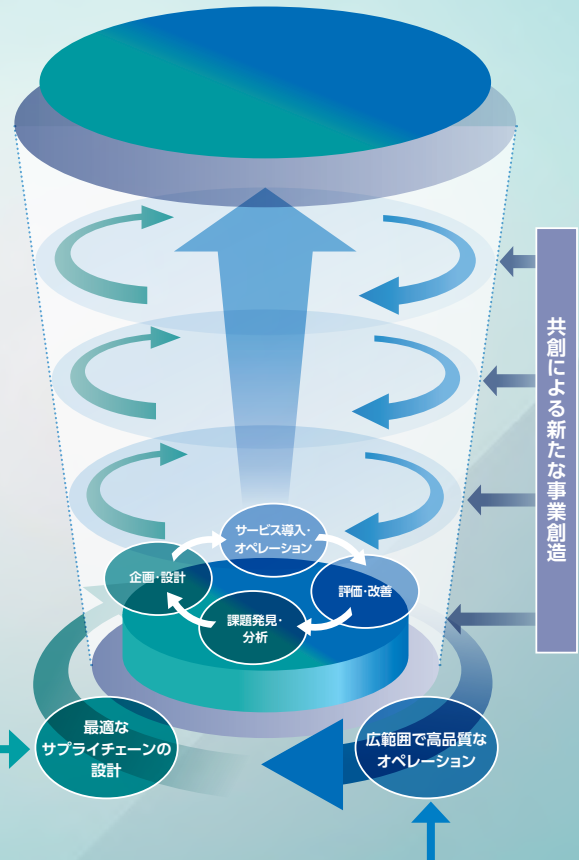 共創による新たな事業創造
サービス導入・
オペレーション
企画・設計
評価・改善
課題発見・
分析
最適な
サプライチェーンの
設計
広範囲で高品質な
オペレーション